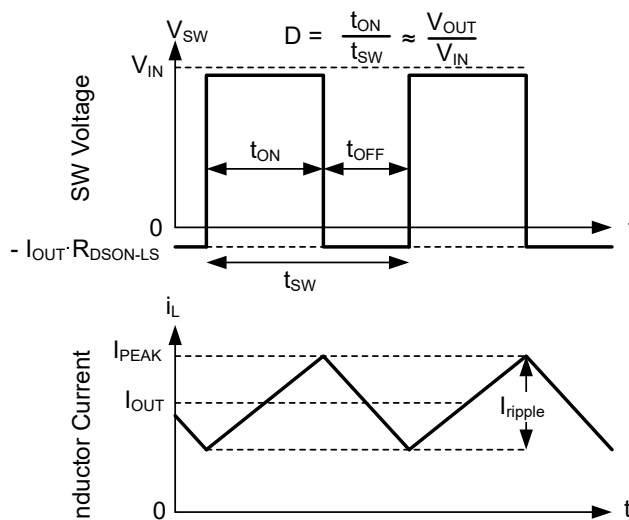 V_SW
D = t_ON / t_SW ≈ V_OUT / V_IN
V_IN
SW Voltage
t_ON
t_OFF
0
- I_OUT·R_DSON-LS
t_SW
i_L
I_PEAK
I_OUT
I_ripple
nductor Current
0
t